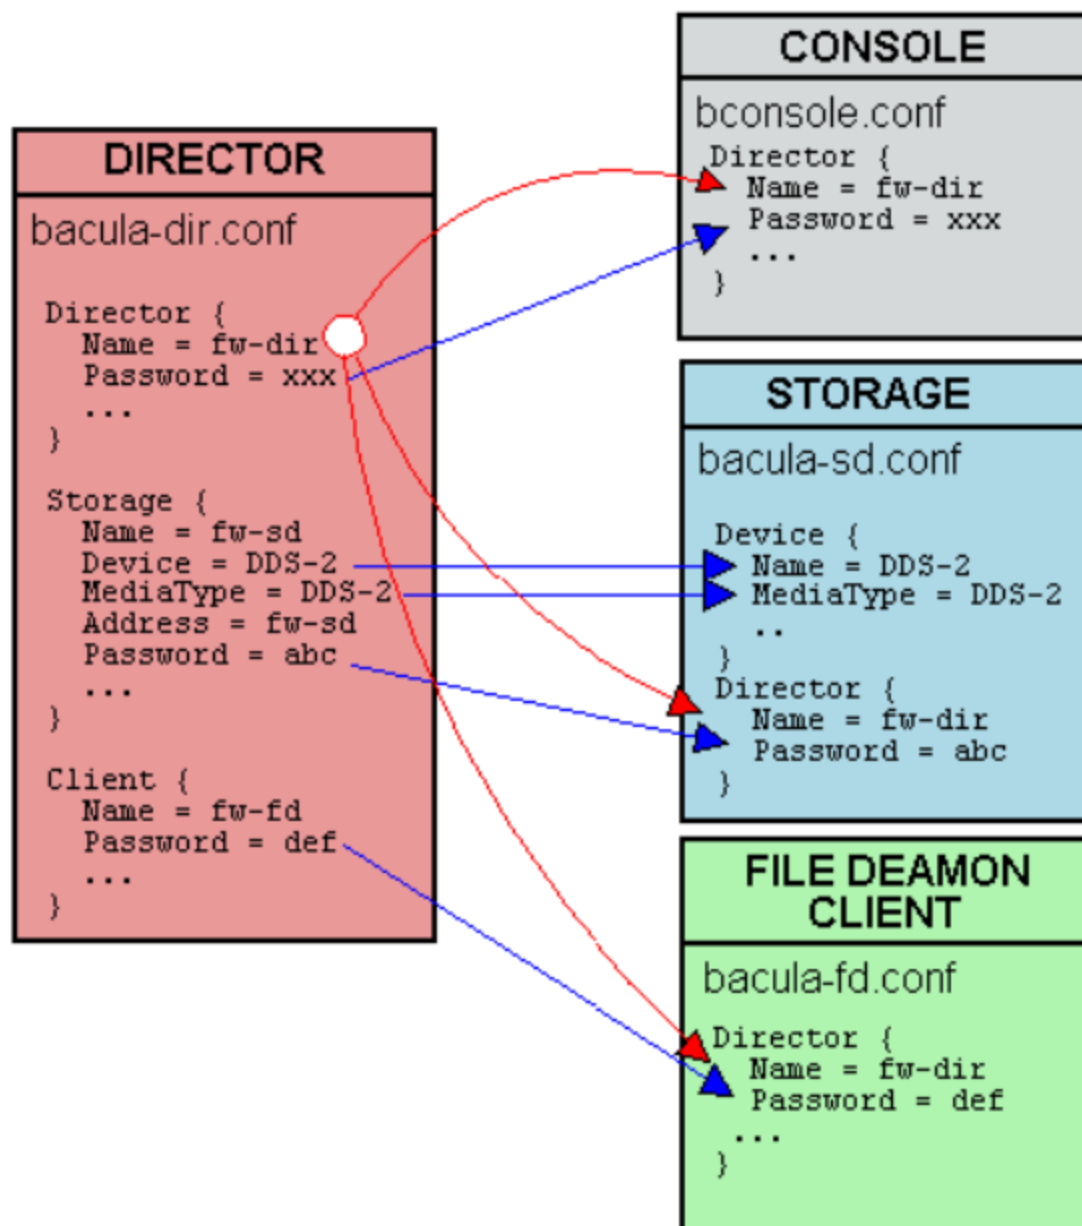 DIRECTOR
bacula-dir.conf
Director {
Name = fw-dir
Password = xxx
...
}
Storage {
Name = fw-sd
Device = DDS-2
MediaType = DDS-2
Address = fw-sd
Password = abc
...
}
Client {
Name = fw-fd
Password = def
...
}
CONSOLE
bconsole.conf
Director {
Name = fw-dir
Password = xxx
...
}
STORAGE
bacula-sd.conf
Device {
Name = DDS-2
MediaType = DDS-2
..
}
Director {
Name = fw-dir
Password = abc
}
FILE DEAMON
CLIENT
bacula-fd.conf
Director {
Name = fw-dir
Password = def
...
}